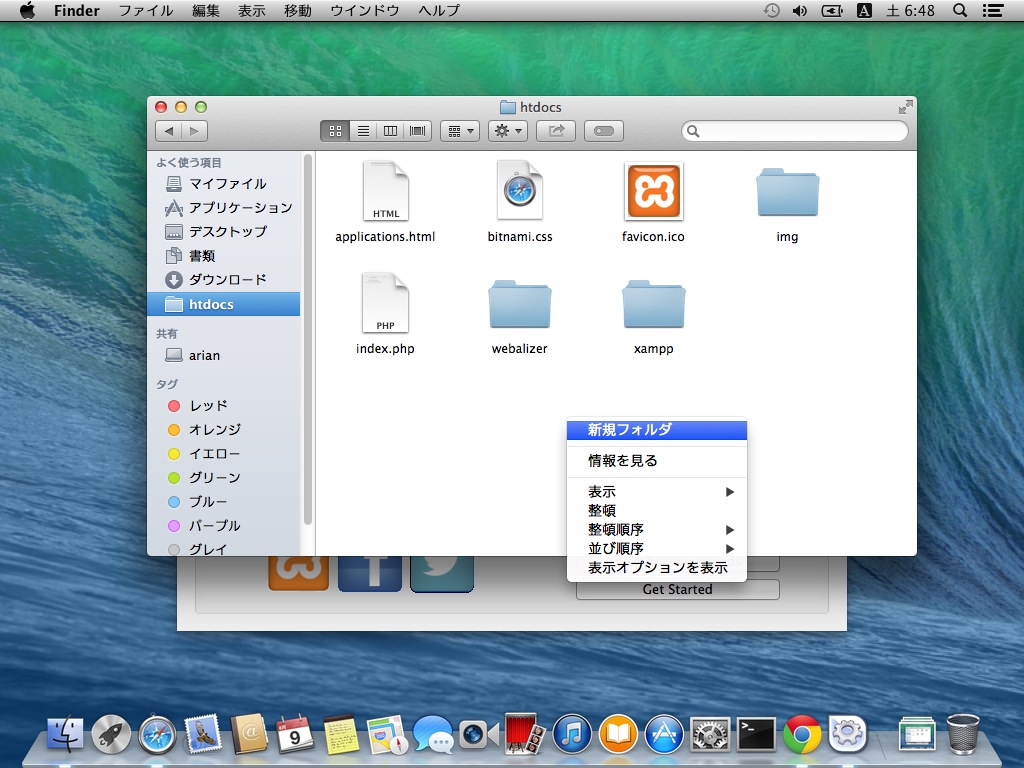 Finder ファイル 編集 表示 移動 ウインドウ ヘルプ A 土 6:48
htdocs
よく使う項目
マイファイル
アプリケーション
デスクトップ
書類
ダウンロード
htdocs
共有
arian
タグ
レッド
オレンジ
イエロー
グリーン
ブルー
パープル
グレイ
HTML
applications.html
bitnami.css
favicon.ico
img
PHP
index.php
webalizer
xampp
新規フォルダ
情報を見る
表示
整頓
整頓順序
並び順序
表示オプションを表示
Get Started
9